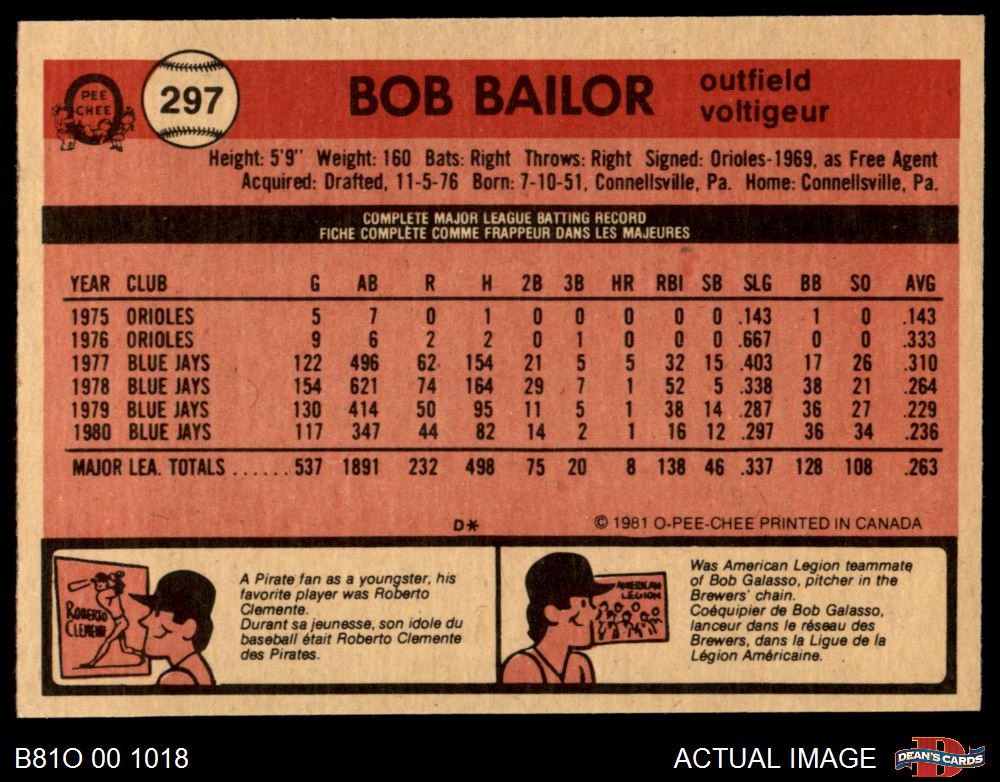 PEE
CHEE
297
BOB BAILOR
outfield
voltigeur
Height: 5'9" Weight: 160 Bats: Right Throws: Right Signed: Orioles-1969, as Free Agent
Acquired: Drafted, 11-5-76 Born: 7-10-51, Connellsville, Pa. Home: Connellsville, Pa.
COMPLETE MAJOR LEAGUE BATTING RECORD
FICHE COMPLÈTE COMME FRAPPEUR DANS LES MAJEURES
YEAR CLUB G AB R H 2B 3B HR RBI SB SLG BB SO AVG
1975 ORIOLES 5 7 0 1 0 0 0 0 0 .143 1 0 .143
1976 ORIOLES 9 6 2 2 0 1 0 0 0 .667 0 0 .333
1977 BLUE JAYS 122 496 62 154 21 5 5 32 15 .403 17 26 .310
1978 BLUE JAYS 154 621 74 164 29 7 1 52 5 .338 38 21 .264
1979 BLUE JAYS 130 414 50 95 11 5 1 38 14 .287 36 27 .229
1980 BLUE JAYS 117 347 44 82 14 2 1 16 12 .297 36 34 .236
MAJOR LEA. TOTALS ...... 537 1891 232 498 75 20 8 138 46 .337 128 108 .263
D* © 1981 O-PEE-CHEE PRINTED IN CANADA
ROBERTO
CLEMENTE
A Pirate fan as a youngster, his
favorite player was Roberto
Clemente.
Durant sa jeunesse, son idole du
baseball était Roberto Clemente
des Pirates.
AMERICAN
LEGION
Was American Legion teammate
of Bob Galasso, pitcher in the
Brewers' chain.
Coéquipier de Bob Galasso,
lanceur dans le réseau des
Brewers, dans la Ligue de la
Légion Américaine.
B81O 00 1018
ACTUAL IMAGE
D
DEAN'S CARDS